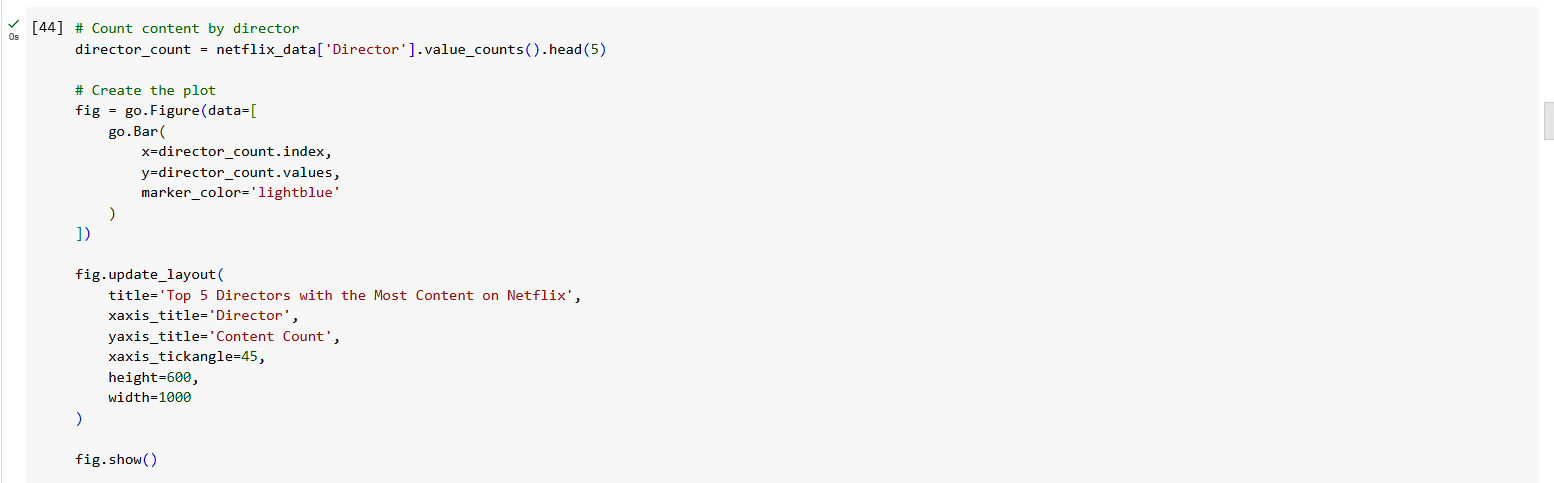 [44] # Count content by director
0s
director_count = netflix_data['Director'].value_counts().head(5)
# Create the plot
fig = go.Figure(data=[
    go.Bar(
        x=director_count.index,
        y=director_count.values,
        marker_color='lightblue'
    )
])
fig.update_layout(
    title='Top 5 Directors with the Most Content on Netflix',
    xaxis_title='Director',
    yaxis_title='Content Count',
    xaxis_tickangle=45,
    height=600,
    width=1000
)
fig.show()